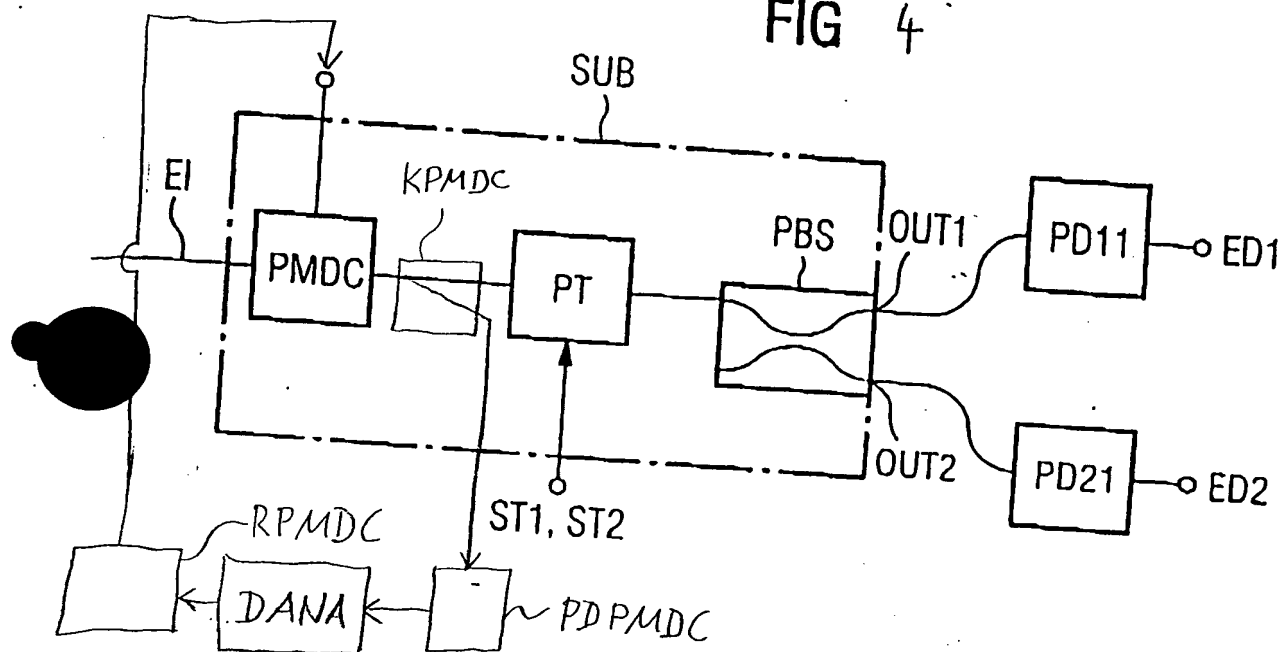 FIG 4
SUB
EI
KPMDC
PMDC
PT
PBS
OUT1
PD11
ED1
OUT2
PD21
ED2
ST1, ST2
RPMDC
DANA
PDPMDC